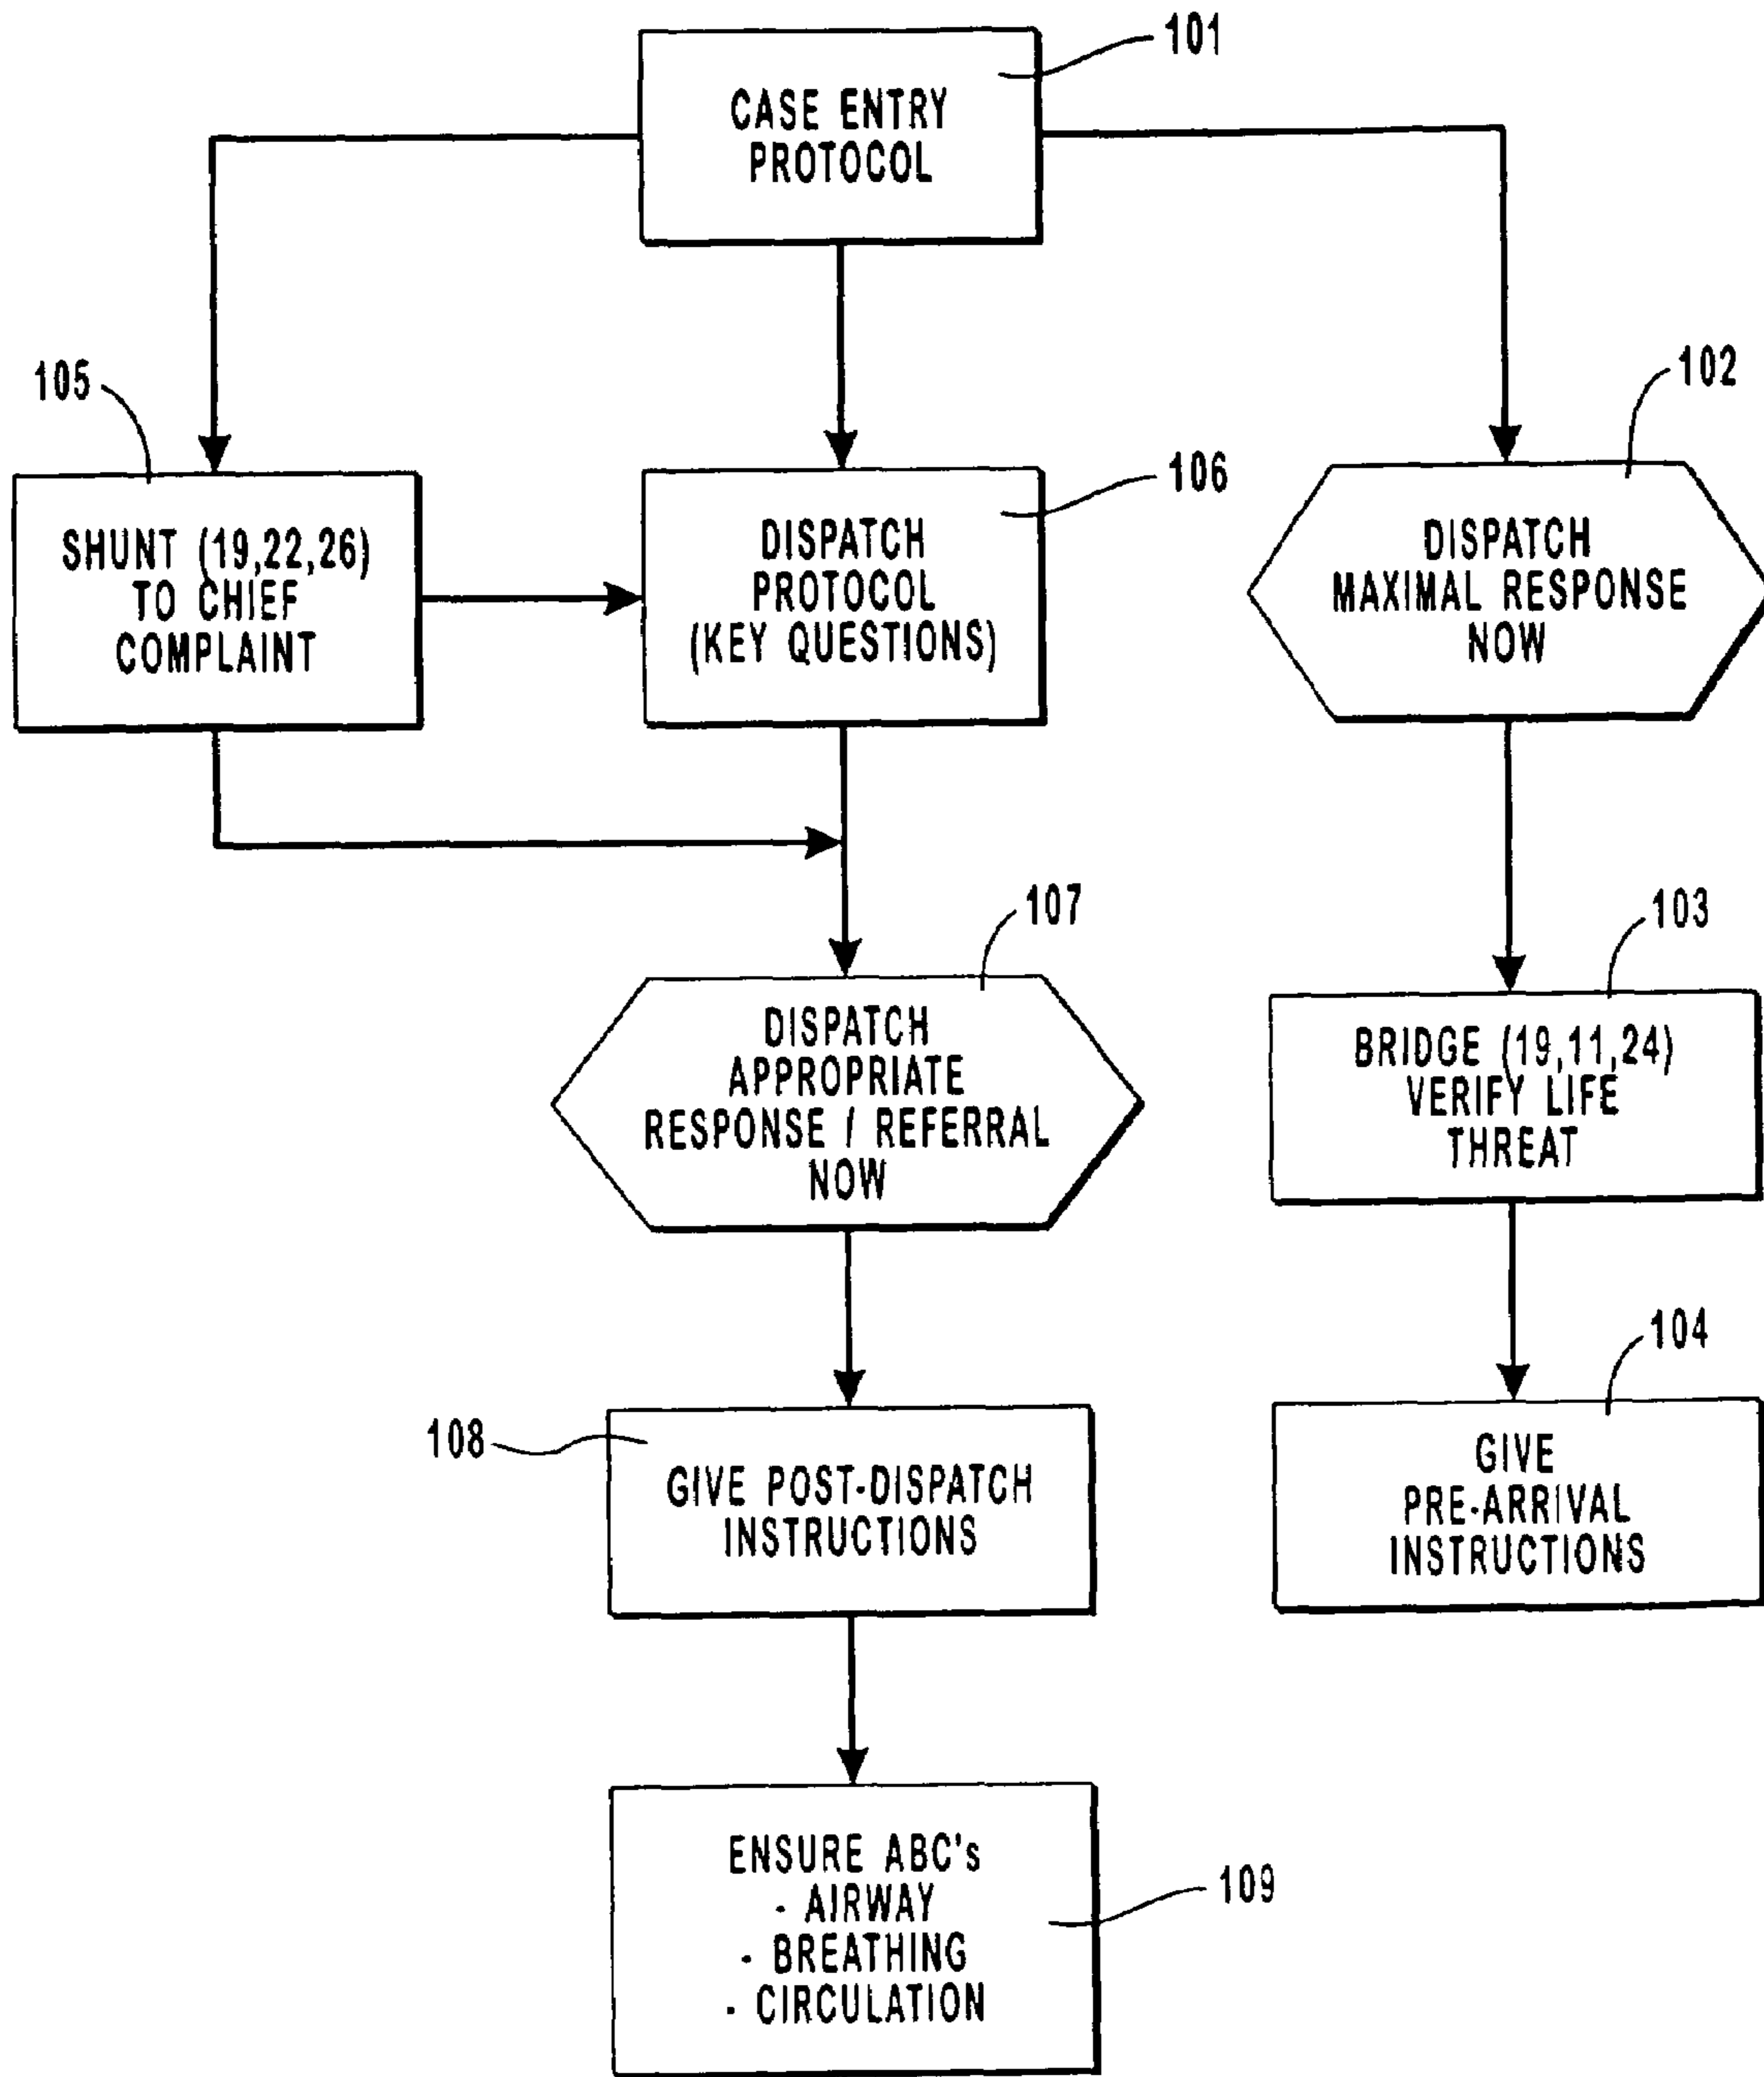 101
CASE ENTRY
PROTOCOL
105
SHUNT (19,22,26)
TO CHIEF
COMPLAINT
106
DISPATCH
PROTOCOL
(KEY QUESTIONS)
102
DISPATCH
MAXIMAL RESPONSE
NOW
107
DISPATCH
APPROPRIATE
RESPONSE / REFERRAL
NOW
103
BRIDGE (19,11,24)
VERIFY LIFE
THREAT
108
GIVE POST-DISPATCH
INSTRUCTIONS
104
GIVE
PRE-ARRIVAL
INSTRUCTIONS
109
ENSURE ABC's
- AIRWAY
- BREATHING
- CIRCULATION